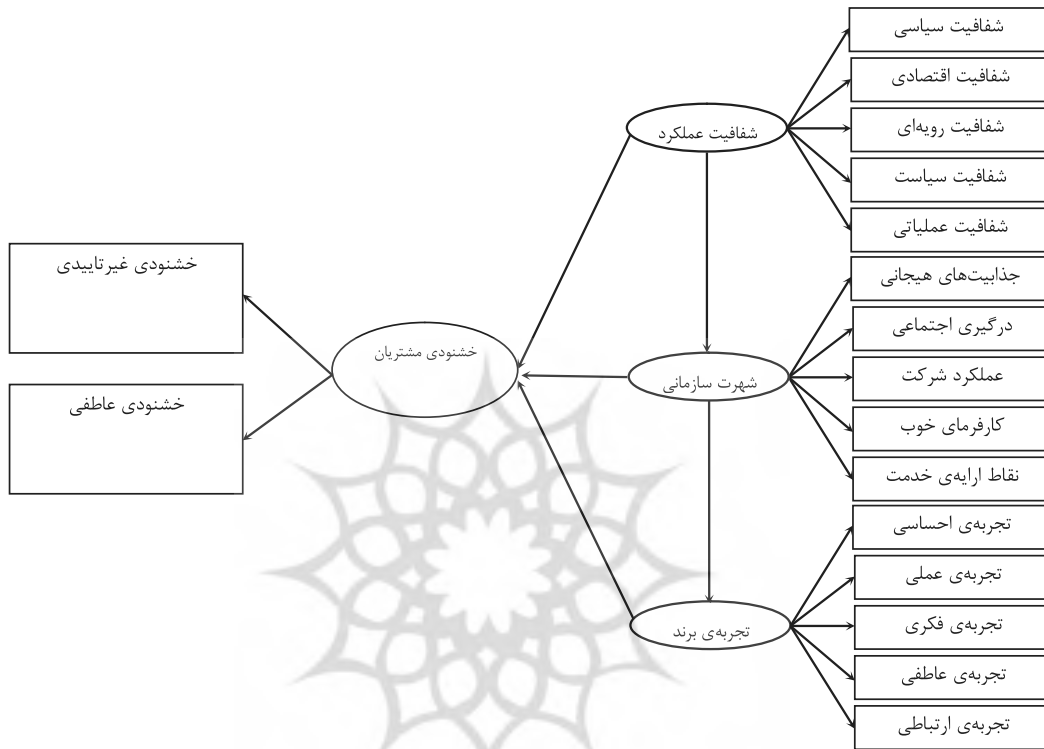 شفافیت سیاسی
شفافیت اقتصادی
شفافیت رویه‌ای
شفافیت سیاست
شفافیت عملیاتی
شفافیت عملکرد
جذابیت‌های هیجانی
درگیری اجتماعی
عملکرد شرکت
کارفرمای خوب
نقاط ارایه‌ی خدمت
شهرت سازمانی
تجربه‌ی احساسی
تجربه‌ی عملی
تجربه‌ی فکری
تجربه‌ی عاطفی
تجربه‌ی ارتباطی
تجربه‌ی برند
خشنودی مشتریان
خشنودی غیرتاییدی
خشنودی عاطفی